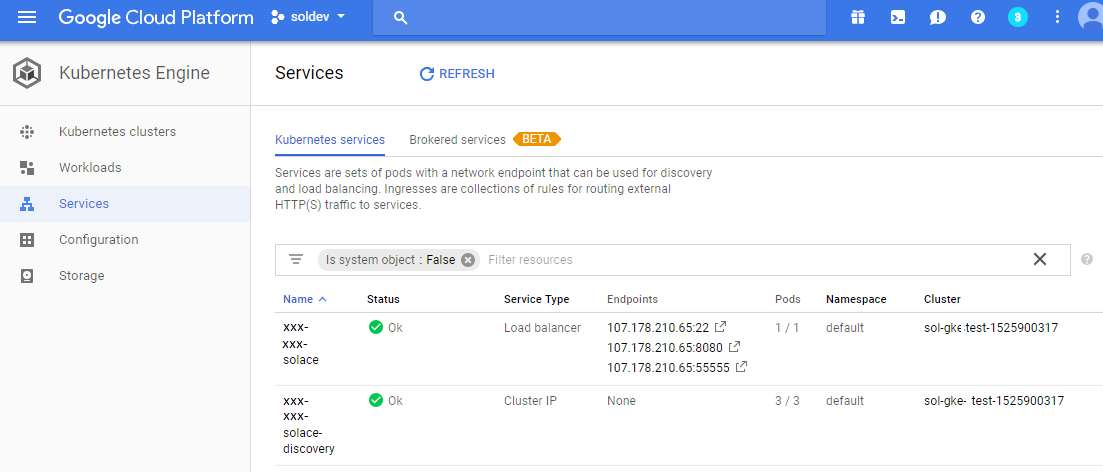 Google Cloud Platform soldev 3
Kubernetes Engine
Services REFRESH
Kubernetes clusters
Workloads
Services
Configuration
Storage
Kubernetes services Brokered services BETA
Services are sets of pods with a network endpoint that can be used for discovery
and load balancing. Ingresses are collections of rules for routing external
HTTP(S) traffic to services.
Is system object : False Filter resources
Name Status Service Type Endpoints Pods Namespace Cluster
xxx- Ok Load balancer 107.178.210.65:22 1 / 1 default sol-gke test-1525900317
xxx- 107.178.210.65:8080
solace 107.178.210.65:55555
xxx- Ok Cluster IP None 3 / 3 default sol-gke- test-1525900317
xxx-
solace-
discovery